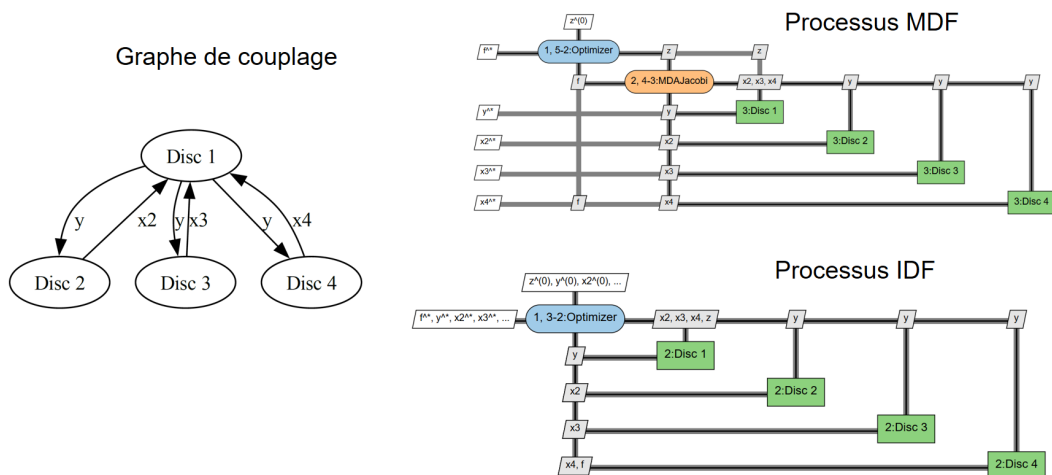 Graphe de couplage
Disc 1
y
x2
y
x3
y
x4
Disc 2
Disc 3
Disc 4
Processus MDF
z^(0)
f^*
1, 5-2:Optimizer
z
z
f
2, 4-3:MDAJacobi
x2, x3, x4
y
y
y
y^*
y
3:Disc 1
x2^*
x2
3:Disc 2
x3^*
x3
3:Disc 3
x4^*
f
x4
3:Disc 4
Processus IDF
z^(0), y^(0), x2^(0), ...
f^*, y^*, x2^*, x3^*, ...
1, 3-2:Optimizer
x2, x3, x4, z
y
y
y
y
2:Disc 1
x2
2:Disc 2
x3
2:Disc 3
x4, f
2:Disc 4